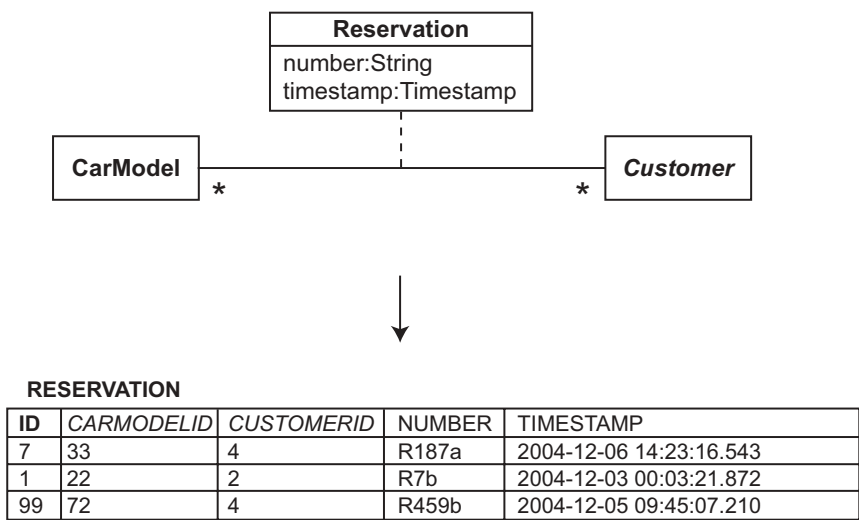 Reservation
number:String
timestamp:Timestamp
CarModel
Customer
* *
RESERVATION
ID CARMODELID CUSTOMERID NUMBER TIMESTAMP
7 33 4 R187a 2004-12-06 14:23:16.543
1 22 2 R7b 2004-12-03 00:03:21.872
99 72 4 R459b 2004-12-05 09:45:07.210